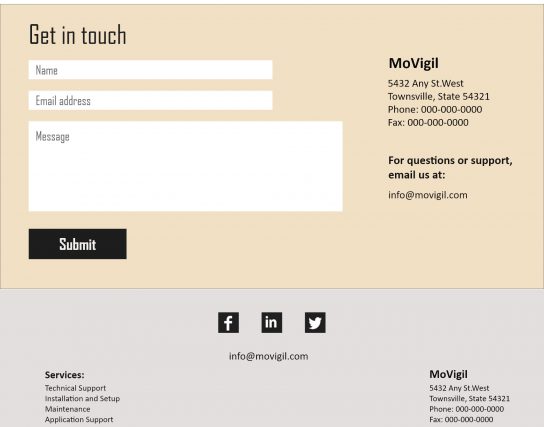 Get in touch
Name
Email address
Message
Submit
MoVigil
5432 Any St.West
Townsville, State 54321
Phone: 000-000-0000
Fax: 000-000-0000
For questions or support,
email us at:
info@movigil.com
f
in
info@movigil.com
Services:
Technical Support
Installation and Setup
Maintenance
Application Support
MoVigil
5432 Any St.West
Townsville, State 54321
Phone: 000-000-0000
Fax: 000-000-0000